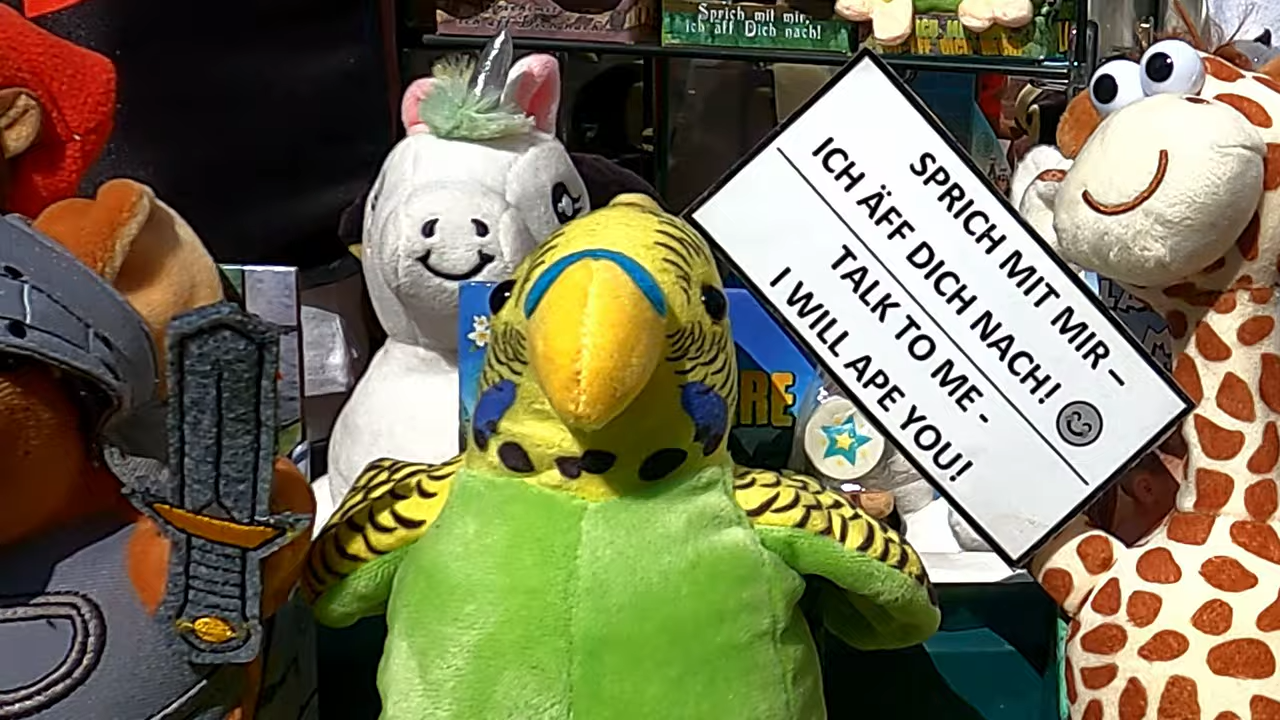 Sprich mit mir,
ich äff Dich nach!
SPRICH MIT MIR –
ICH ÄFF DICH NACH!
TALK TO ME -
I WILL APE YOU!
RE